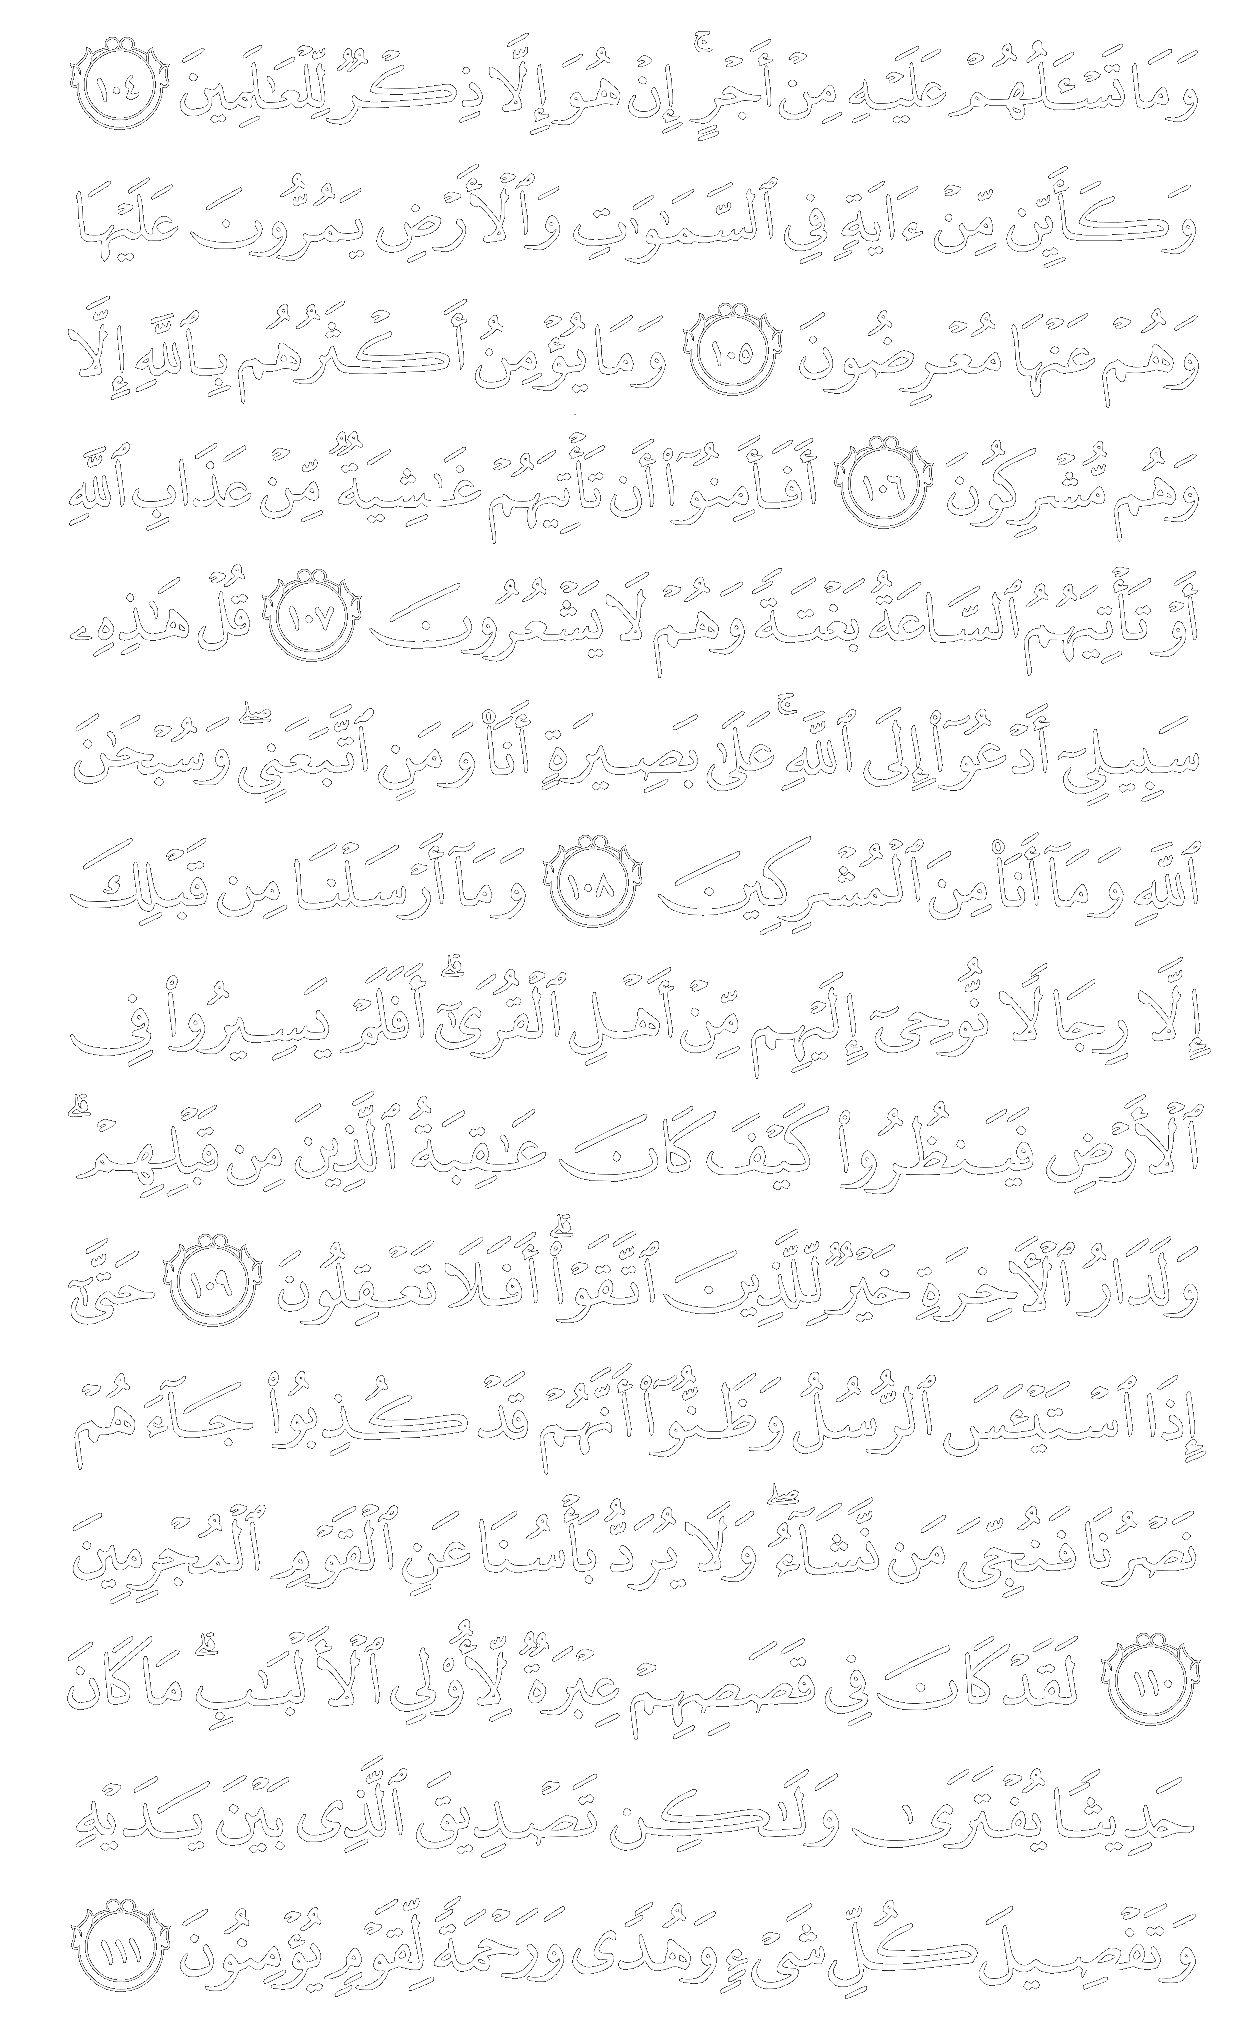 وَمَا تَسْـَٔلُهُمْ عَلَيْهِ مِنْ أَجْرٍ ۚ إِنْ هُوَ إِلَّا ذِكْرٌ لِّلْعَـٰلَمِينَ ١٠٤
وَكَأَيِّن مِّنْ ءَايَةٍ فِى ٱلسَّمَـٰوَٰتِ وَٱلْأَرْضِ يَمُرُّونَ عَلَيْهَا
وَهُمْ عَنْهَا مُعْرِضُونَ ١٠٥ وَمَا يُؤْمِنُ أَكْثَرُهُم بِٱللَّهِ إِلَّا
وَهُم مُّشْرِكُونَ ١٠٦ أَفَأَمِنُوٓا۟ أَن تَأْتِيَهُمْ غَـٰشِيَةٌ مِّنْ عَذَابِ ٱللَّهِ
أَوْ تَأْتِيَهُمُ ٱلسَّاعَةُ بَغْتَةً وَهُمْ لَا يَشْعُرُونَ ١٠٧ قُلْ هَـٰذِهِۦ
سَبِيلِىٓ أَدْعُوٓا۟ إِلَى ٱللَّهِ ۚ عَلَىٰ بَصِيرَةٍ أَنَا۠ وَمَنِ ٱتَّبَعَنِى ۖ وَسُبْحَـٰنَ
ٱللَّهِ وَمَآ أَنَا۠ مِنَ ٱلْمُشْرِكِينَ ١٠٨ وَمَآ أَرْسَلْنَا مِن قَبْلِكَ
إِلَّا رِجَالًا نُّوحِىٓ إِلَيْهِم مِّنْ أَهْلِ ٱلْقُرَىٰٓ ۗ أَفَلَمْ يَسِيرُوا۟ فِى
ٱلْأَرْضِ فَيَنظُرُوا۟ كَيْفَ كَانَ عَـٰقِبَةُ ٱلَّذِينَ مِن قَبْلِهِمْ ۗ
وَلَدَارُ ٱلْـَٔاخِرَةِ خَيْرٌ لِّلَّذِينَ ٱتَّقَوْا۟ ۗ أَفَلَا تَعْقِلُونَ ١٠٩ حَتَّىٰٓ
إِذَا ٱسْتَيْـَٔسَ ٱلرُّسُلُ وَظَنُّوٓا۟ أَنَّهُمْ قَدْ كُذِبُوا۟ جَآءَهُمْ
نَصْرُنَا فَنُجِّىَ مَن نَّشَآءُ ۖ وَلَا يُرَدُّ بَأْسُنَا عَنِ ٱلْقَوْمِ ٱلْمُجْرِمِينَ
١١٠ لَقَدْ كَانَ فِى قَصَصِهِمْ عِبْرَةٌ لِّأُو۟لِى ٱلْأَلْبَـٰبِ ۗ مَا كَانَ
حَدِيثًا يُفْتَرَىٰ وَلَـٰكِن تَصْدِيقَ ٱلَّذِى بَيْنَ يَدَيْهِ
وَتَفْصِيلَ كُلِّ شَىْءٍ وَهُدًى وَرَحْمَةً لِّقَوْمٍ يُؤْمِنُونَ ١١١